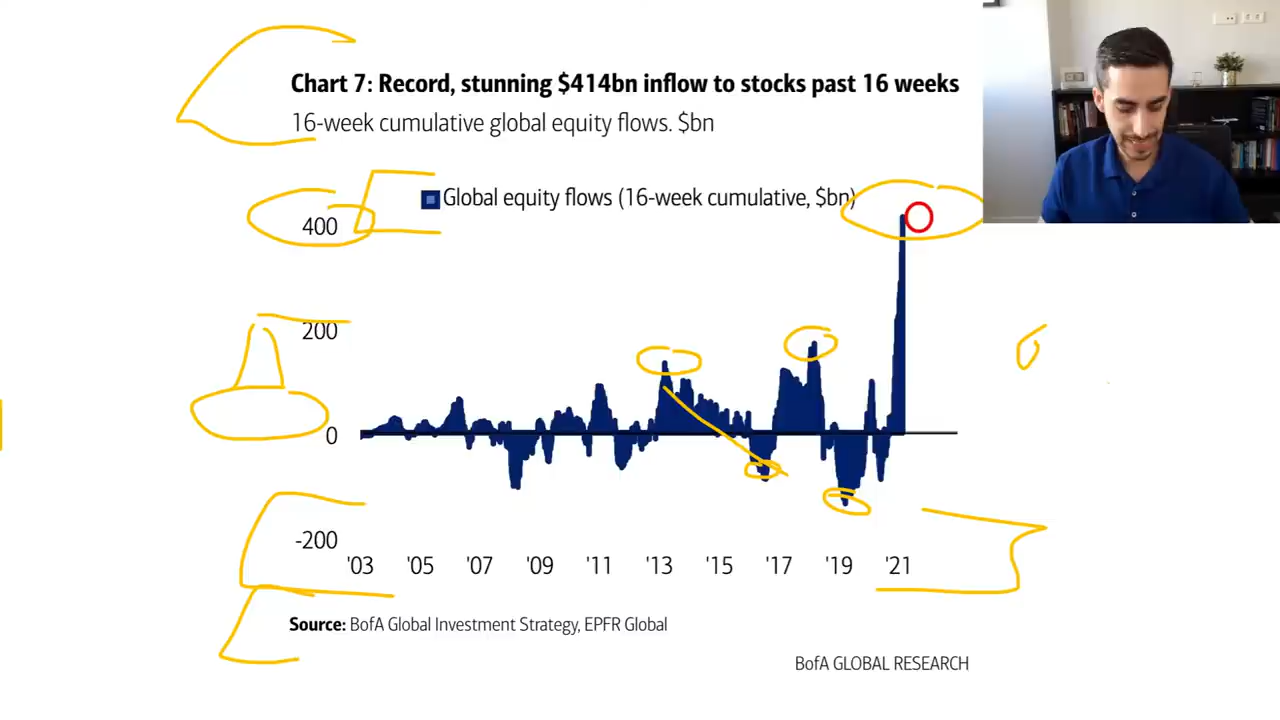 Chart 7: Record, stunning $414bn inflow to stocks past 16 weeks
16-week cumulative global equity flows. $bn
Global equity flows (16-week cumulative, $bn)
400
200
0
-200
'03 '05 '07 '09 '11 '13 '15 '17 '19 '21
Source: BofA Global Investment Strategy, EPFR Global
BofA GLOBAL RESEARCH